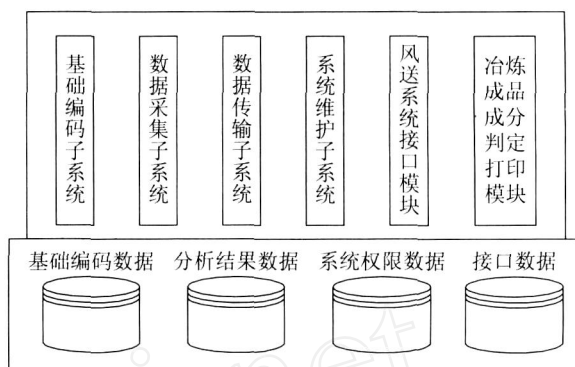 基础编码子系统
数据采集子系统
数据传输子系统
系统维护子系统
风送系统接口模块
冶炼
成品
成分
判定
打印
模块
基础编码数据
分析结果数据
系统权限数据
接口数据